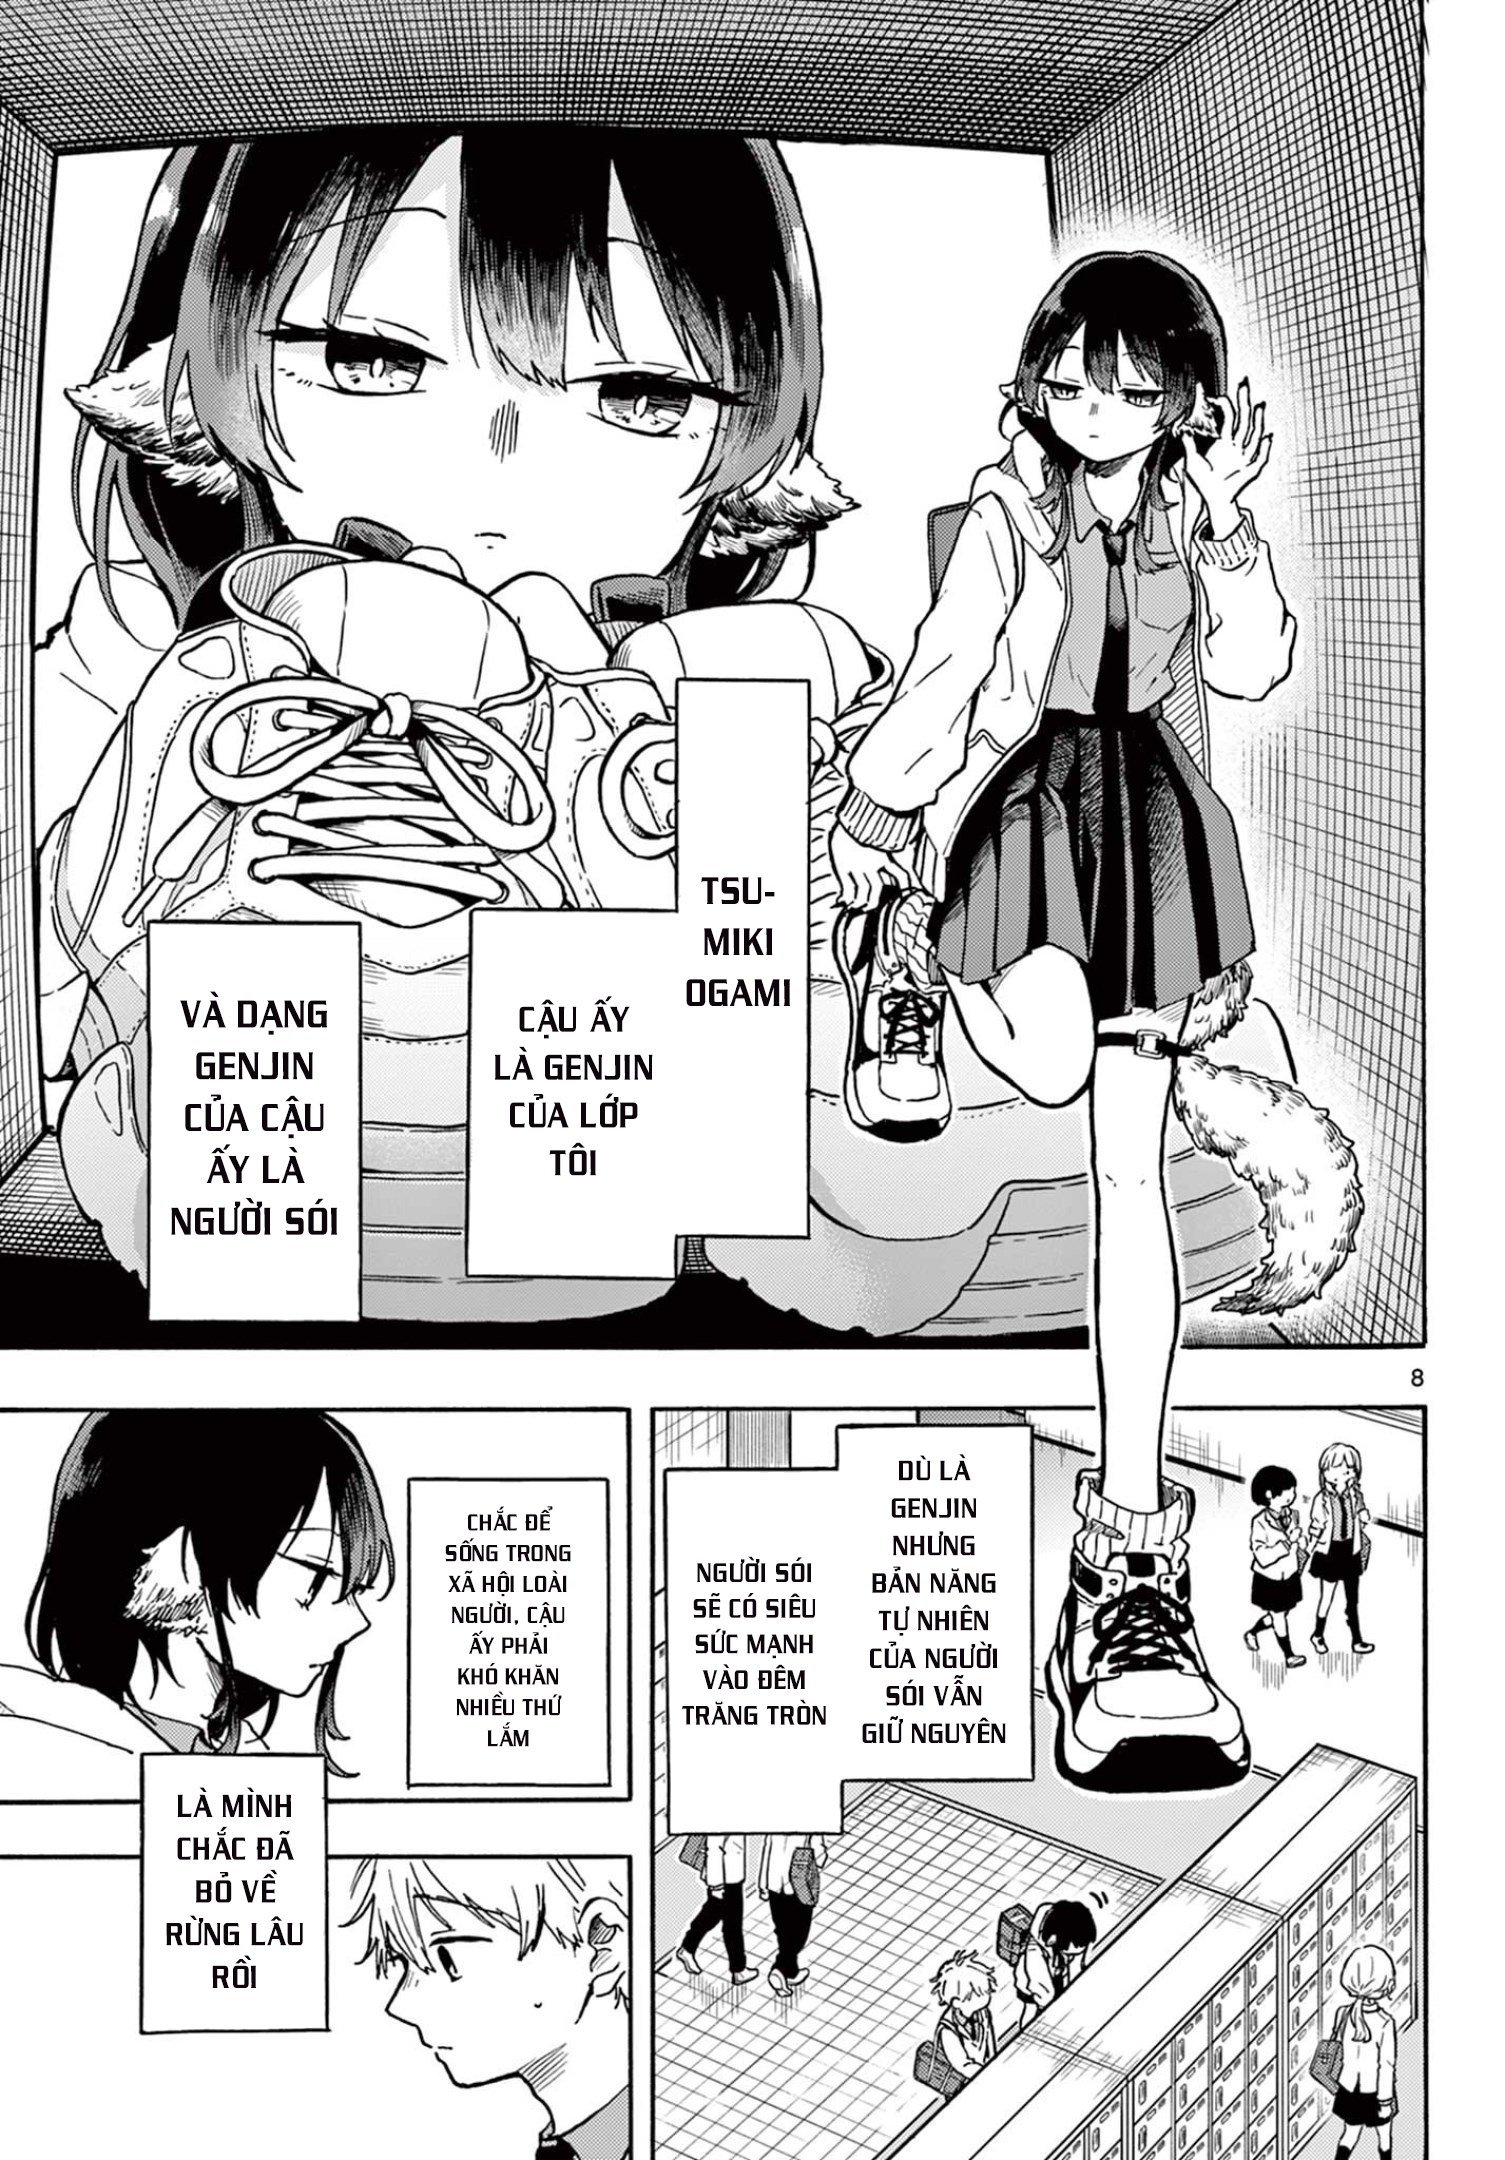 TSU-
MIKI
OGAMI
CẬU ẤY
LÀ GENJIN
CỦA LỚP
TÔI
VÀ DẠNG
GENJIN
CỦA CẬU
ẤY LÀ
NGƯỜI SÓI
8
DÙ LÀ
GENJIN
NHƯNG
BẢN NĂNG
TỰ NHIÊN
CỦA NGƯỜI
SÓI VẪN
GIỮ NGUYÊN
NGƯỜI SÓI
SẼ CÓ SIÊU
SỨC MẠNH
VÀO ĐÊM
TRĂNG TRÒN
CHẮC ĐỂ
SỐNG TRONG
XÃ HỘI LOÀI
NGƯỜI, CẬU
ẤY PHẢI
KHÓ KHĂN
NHIỀU THỨ
LẮM
LÀ MÌNH
CHẮC ĐÃ
BỎ VỀ
RỪNG LÂU
RỒI